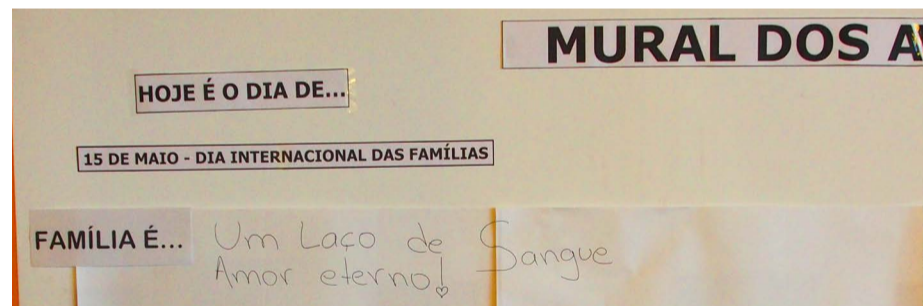 MURAL DOS A
HOJE É O DIA DE...
15 DE MAIO - DIA INTERNACIONAL DAS FAMÍLIAS
FAMÍLIA É...
Um Laço de Sangue
Amor eterno!